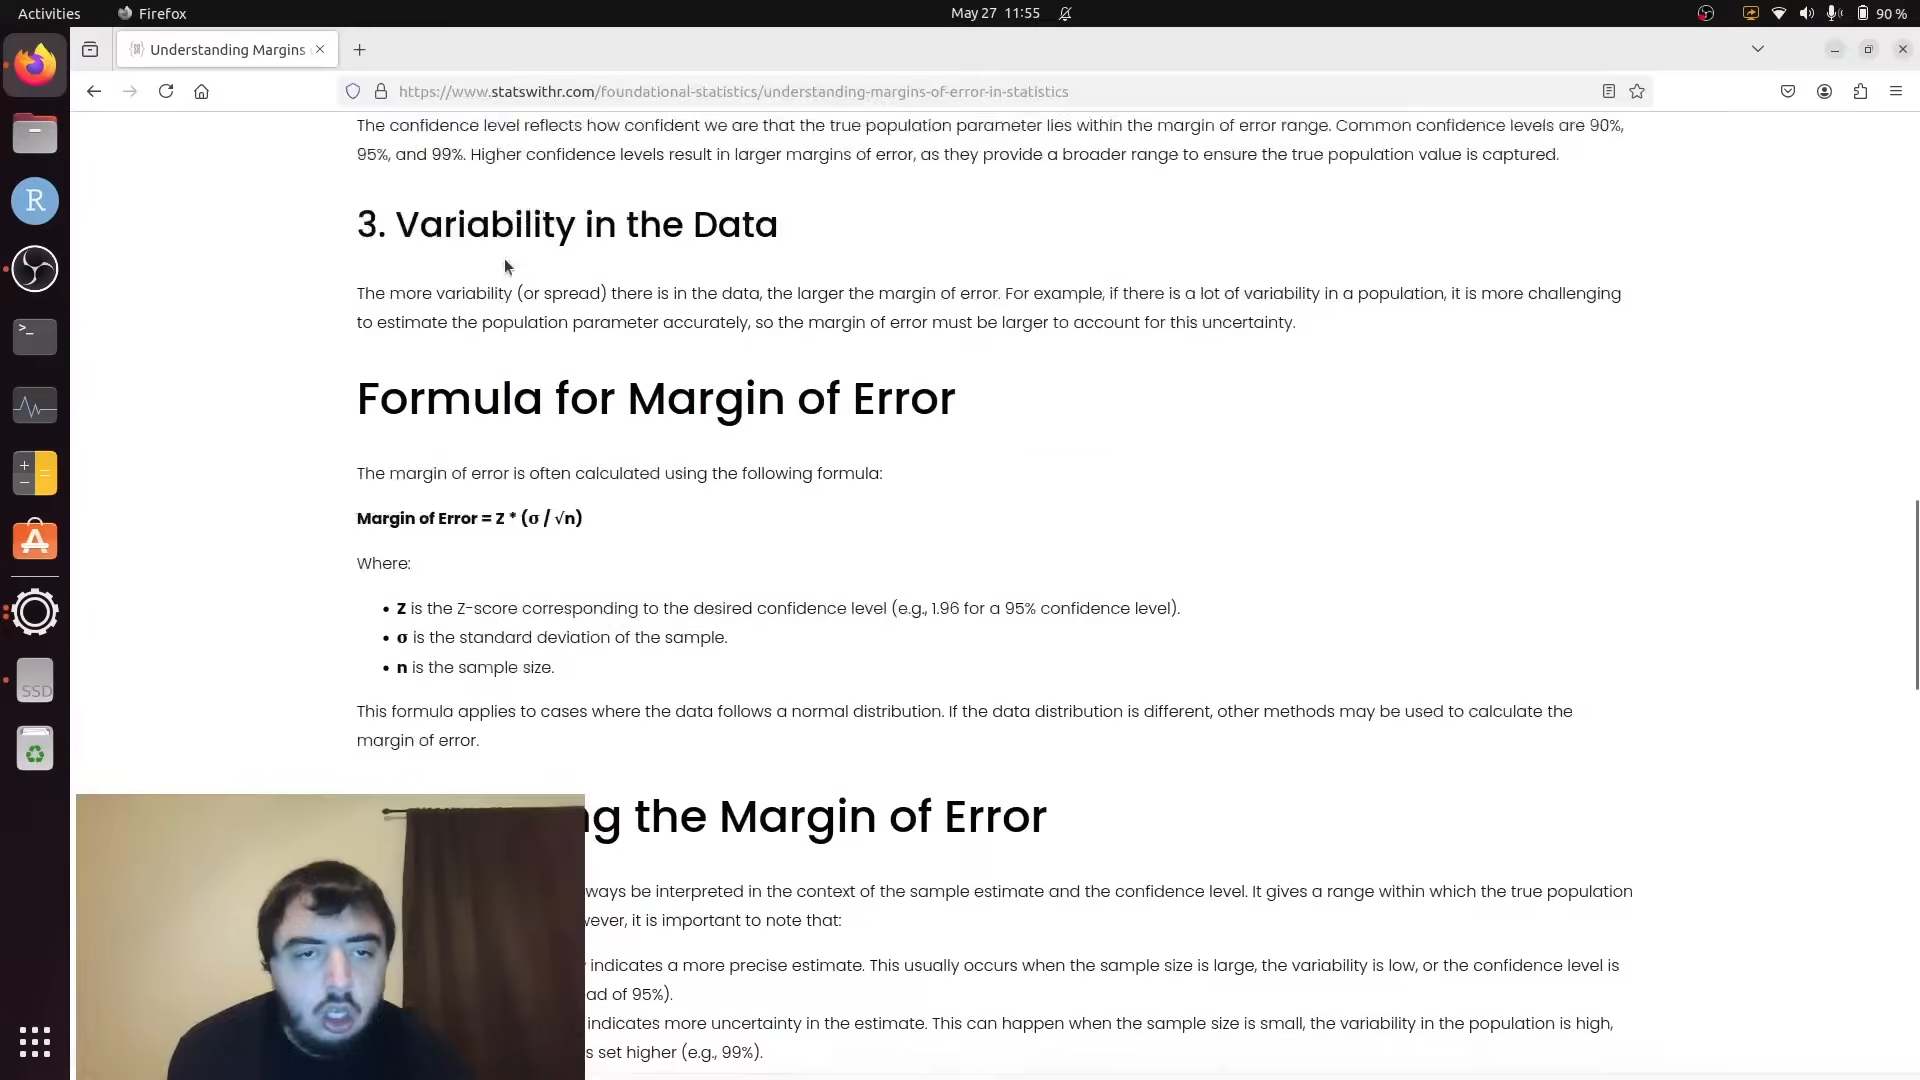 Activities
Firefox
May 27 11:55
90 %
Understanding Margins
https://www.statswithr.com/foundational-statistics/understanding-margins-of-error-in-statistics
The confidence level reflects how confident we are that the true population parameter lies within the margin of error range. Common confidence levels are 90%,
95%, and 99%. Higher confidence levels result in larger margins of error, as they provide a broader range to ensure the true population value is captured.
3. Variability in the Data
The more variability (or spread) there is in the data, the larger the margin of error. For example, if there is a lot of variability in a population, it is more challenging
to estimate the population parameter accurately, so the margin of error must be larger to account for this uncertainty.
Formula for Margin of Error
The margin of error is often calculated using the following formula:
Margin of Error = Z * (σ / √n)
Where:
• Z is the Z-score corresponding to the desired confidence level (e.g., 1.96 for a 95% confidence level).
• σ is the standard deviation of the sample.
• n is the sample size.
This formula applies to cases where the data follows a normal distribution. If the data distribution is different, other methods may be used to calculate the
margin of error.
ng the Margin of Error
ways be interpreted in the context of the sample estimate and the confidence level. It gives a range within which the true population
wever, it is important to note that:
indicates a more precise estimate. This usually occurs when the sample size is large, the variability is low, or the confidence level is
ad of 95%).
indicates more uncertainty in the estimate. This can happen when the sample size is small, the variability in the population is high,
s set higher (e.g., 99%).
R
>_
SSD